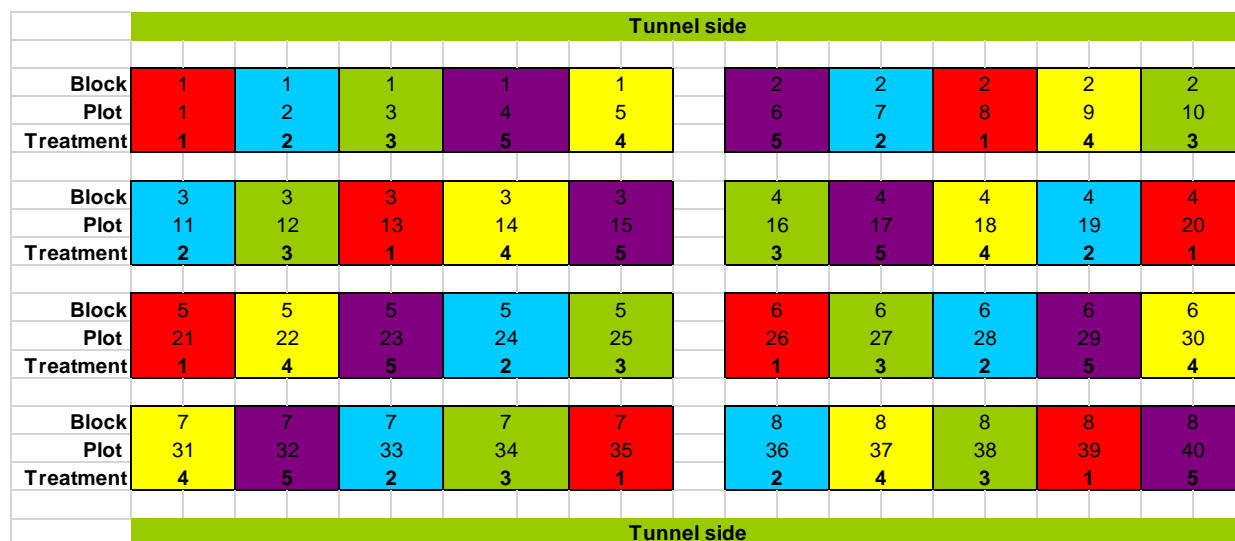 Tunnel side
Block 1 1 1 1 1 2 2 2 2 2
Plot 1 2 3 4 5 6 7 8 9 10
Treatment 1 2 3 5 4 5 2 1 4 3
Block 3 3 3 3 3 4 4 4 4 4
Plot 11 12 13 14 15 16 17 18 19 20
Treatment 2 3 1 4 5 3 5 4 2 1
Block 5 5 5 5 5 6 6 6 6 6
Plot 21 22 23 24 25 26 27 28 29 30
Treatment 1 4 5 2 3 1 3 2 5 4
Block 7 7 7 7 7 8 8 8 8 8
Plot 31 32 33 34 35 36 37 38 39 40
Treatment 4 5 2 3 1 2 4 3 1 5
Tunnel side